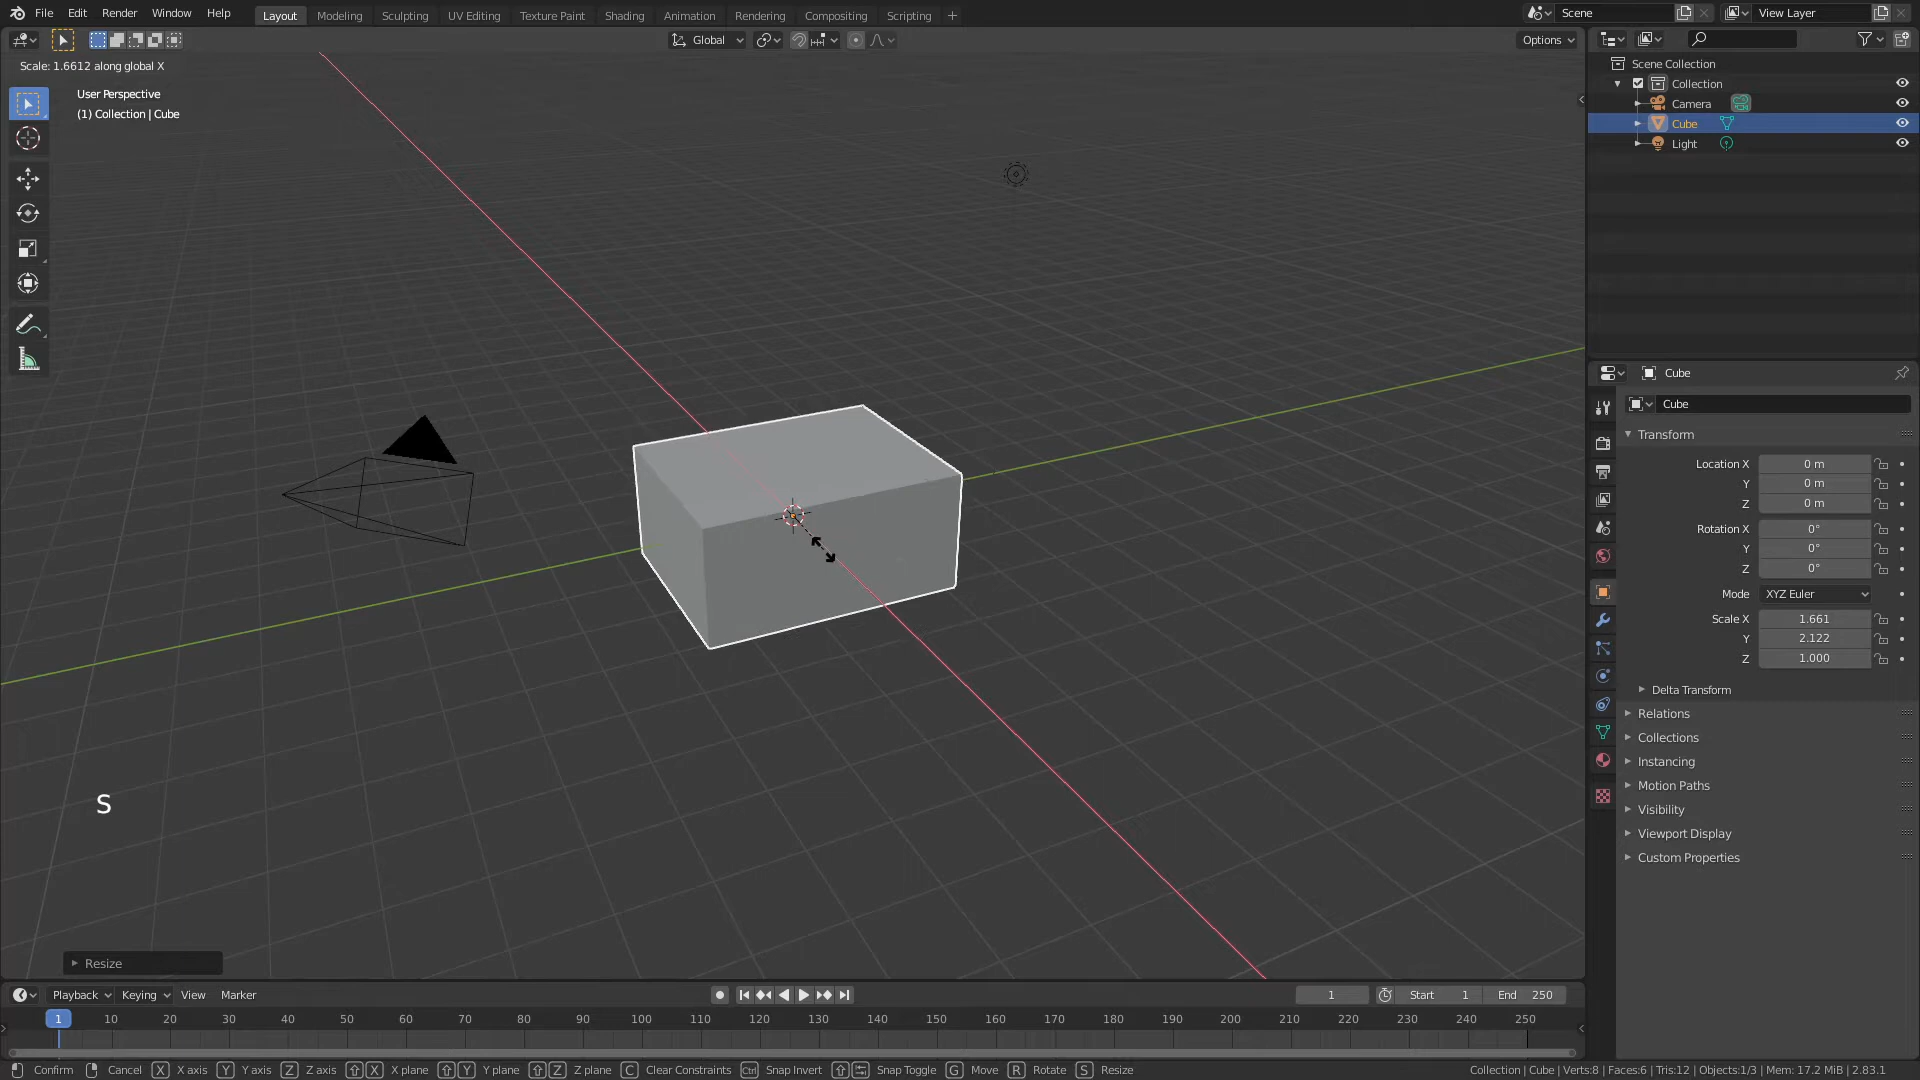 File Edit Render Window Help Layout Modeling Sculpting UV Editing Texture Paint Shading Animation Rendering Compositing Scripting + Scene View Layer
Global Options
Scale: 1.6612 along global X
User Perspective
(1) Collection | Cube
Scene Collection
Collection
Camera
Cube
Light
Cube
Cube
Transform
Location X 0 m
Y 0 m
Z 0 m
Rotation X 0°
Y 0°
Z 0°
Mode XYZ Euler
Scale X 1.661
Y 2.122
Z 1.000
Delta Transform
Relations
Collections
Instancing
Motion Paths
Visibility
Viewport Display
Custom Properties
S
Resize
Playback Keying View Marker 1 Start 1 End 250
1 10 20 30 40 50 60 70 80 90 100 110 120 130 140 150 160 170 180 190 200 210 220 230 240 250
Confirm Cancel X X axis Y Y axis Z Z axis X X plane Y Y plane Z Z plane C Clear Constraints Ctrl Snap Invert Snap Toggle G Move R Rotate S Resize Collection | Cube | Verts:8 | Faces:6 | Tris:12 | Objects:1/3 | Mem: 17.2 MiB | 2.83.1